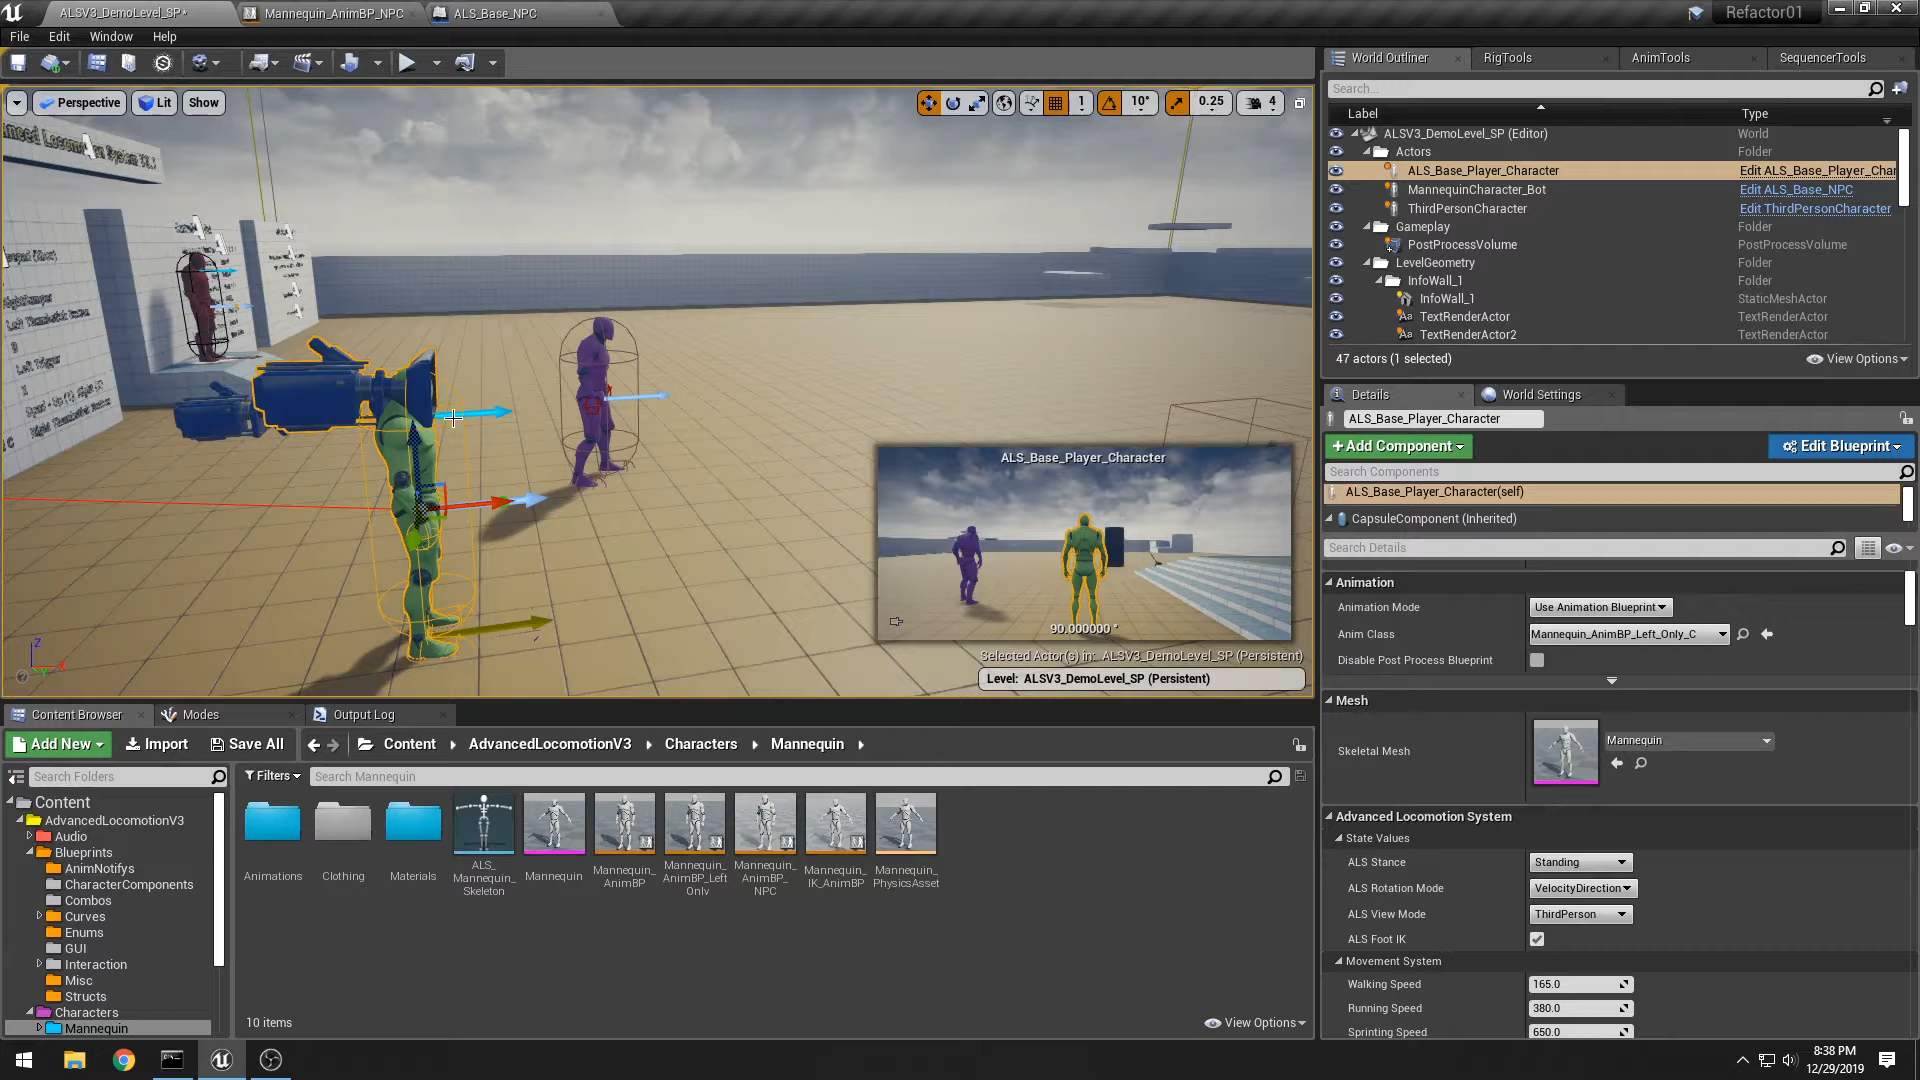 ALSV3_DemoLevel_SP*
Mannequin_AnimBP_NPC
ALS_Base_NPC
Refactor01
File Edit Window Help
World Outliner
RigTools
AnimTools
SequencerTools
Perspective
Lit
Show
1
10°
0.25
4
Search...
Label
Type
ALSV3_DemoLevel_SP (Editor) World
Actors Folder
ALS_Base_Player_Character Edit ALS_Base_Player_Char
MannequinCharacter_Bot Edit ALS_Base_NPC
ThirdPersonCharacter Edit ThirdPersonCharacter
Gameplay Folder
PostProcessVolume PostProcessVolume
LevelGeometry Folder
InfoWall_1 Folder
InfoWall_1 StaticMeshActor
TextRenderActor TextRenderActor
TextRenderActor2 TextRenderActor
47 actors (1 selected)
View Options
Left Trigger
X
ALS_Base_Player_Character
90.000000 °
Selected Actor(s) in: ALSV3_DemoLevel_SP (Persistent)
Level: ALSV3_DemoLevel_SP (Persistent)
Z
X
Y
Details
World Settings
ALS_Base_Player_Character
+Add Component
Edit Blueprint
Search Components
ALS_Base_Player_Character(self)
CapsuleComponent (Inherited)
Search Details
Animation
Animation Mode Use Animation Blueprint
Anim Class Mannequin_AnimBP_Left_Only_C
Disable Post Process Blueprint
Mesh
Skeletal Mesh Mannequin
Advanced Locomotion System
State Values
ALS Stance Standing
ALS Rotation Mode VelocityDirection
ALS View Mode ThirdPerson
ALS Foot IK
Movement System
Walking Speed 165.0
Running Speed 380.0
Sprinting Speed 650.0
Content Browser
Modes
Output Log
Add New
Import
Save All
Content
AdvancedLocomotionV3
Characters
Mannequin
Search Folders
Filters
Search Mannequin
Content
AdvancedLocomotionV3
Audio
Blueprints
AnimNotifys
CharacterComponents
Combos
Curves
Enums
GUI
Interaction
Misc
Structs
Characters
Mannequin
Animations
Clothing
Materials
ALS_
Mannequin_
Skeleton
Mannequin
Mannequin_
AnimBP
Mannequin_
AnimBP_Left
Only
Mannequin_
AnimBP_
NPC
Mannequin_
IK_AnimBP
Mannequin_
PhysicsAsset
10 items
View Options
8:38 PM
12/29/2019